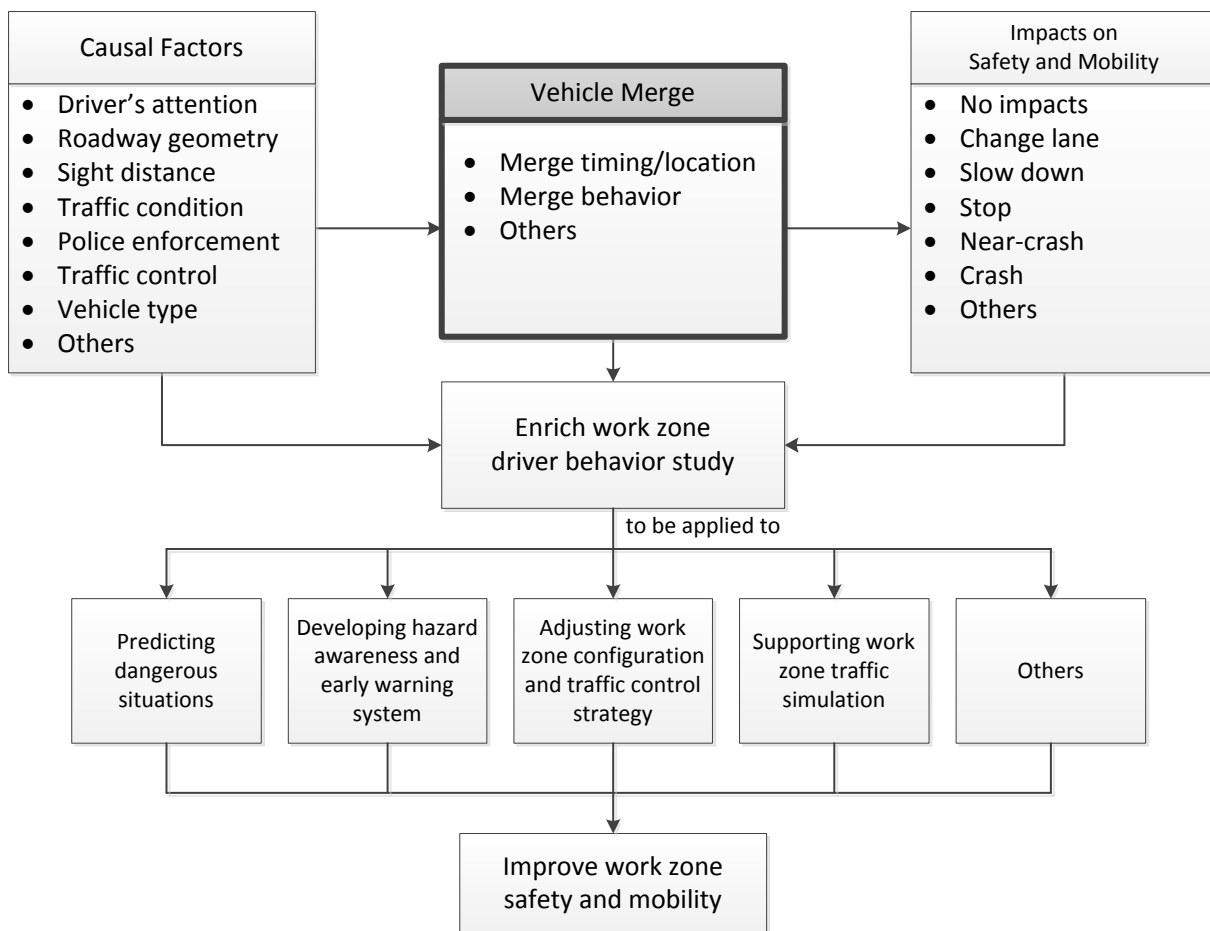 Causal Factors
• Driver’s attention
• Roadway geometry
• Sight distance
• Traffic condition
• Police enforcement
• Traffic control
• Vehicle type
• Others
Vehicle Merge
• Merge timing/location
• Merge behavior
• Others
Impacts on
Safety and Mobility
• No impacts
• Change lane
• Slow down
• Stop
• Near-crash
• Crash
• Others
Enrich work zone
driver behavior study
to be applied to
Predicting
dangerous
situations
Developing hazard
awareness and
early warning
system
Adjusting work
zone configuration
and traffic control
strategy
Supporting work
zone traffic
simulation
Others
Improve work zone
safety and mobility